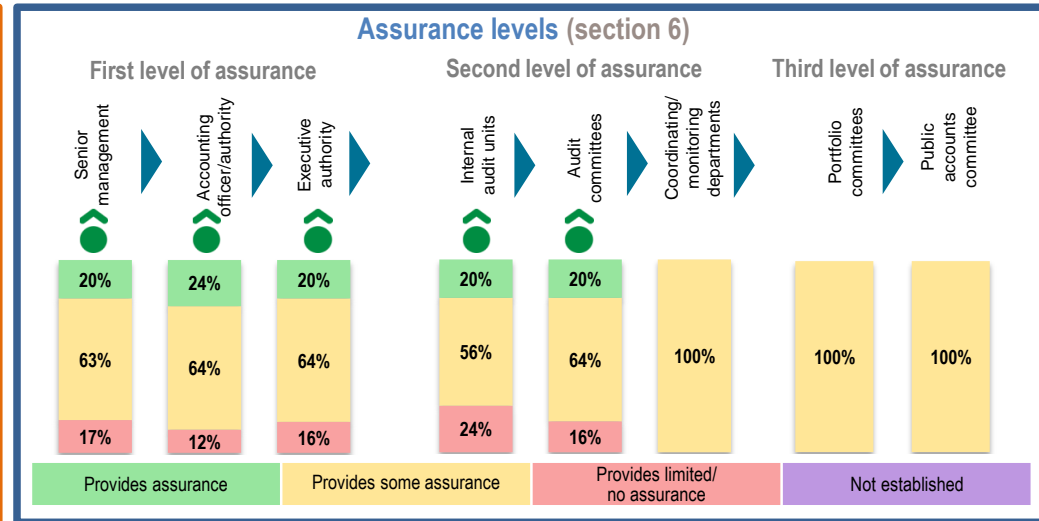 Assurance levels (section 6)
First level of assurance
Second level of assurance
Third level of assurance
Senior
management
Accounting
officer/authority
Executive
authority
Internal
audit units
Audit
committees
Coordinating/
monitoring
departments
Portfolio
committees
Public
accounts
committee
20%
24%
20%
20%
20%
63%
64%
64%
56%
64%
100%
100%
100%
17%
12%
16%
24%
16%
Provides assurance
Provides some assurance
Provides limited/
no assurance
Not established